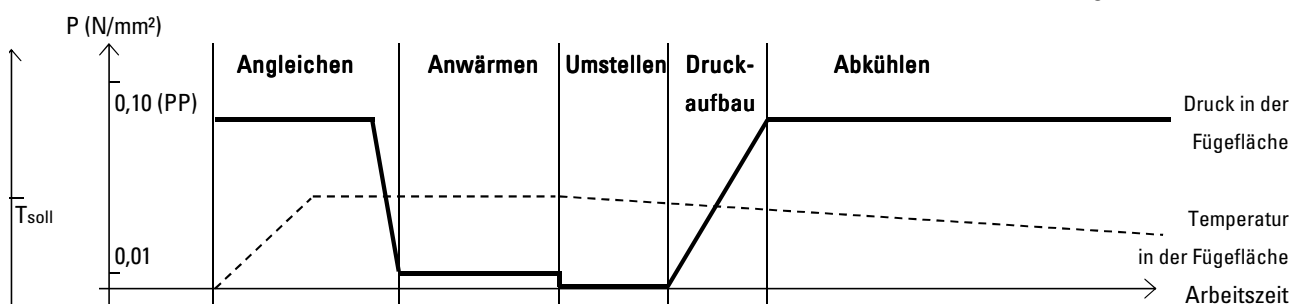 P (N/mm²)
Angleichen
Anwärmen
Umstellen
Druck-
aufbau
Abkühlen
0,10 (PP)
Druck in der
Fügefläche
Tsoll
Temperatur
in der Fügefläche
0,01
Arbeitszeit